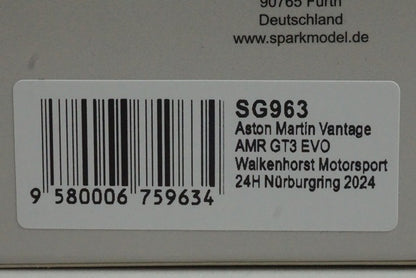 90765 Fürth
Deutschland
www.sparkmodel.de
SG963
Aston Martin Vantage
AMR GT3 EVO
Walkenhorst Motorsport
24H Nürburgring 2024
9 580006 759634